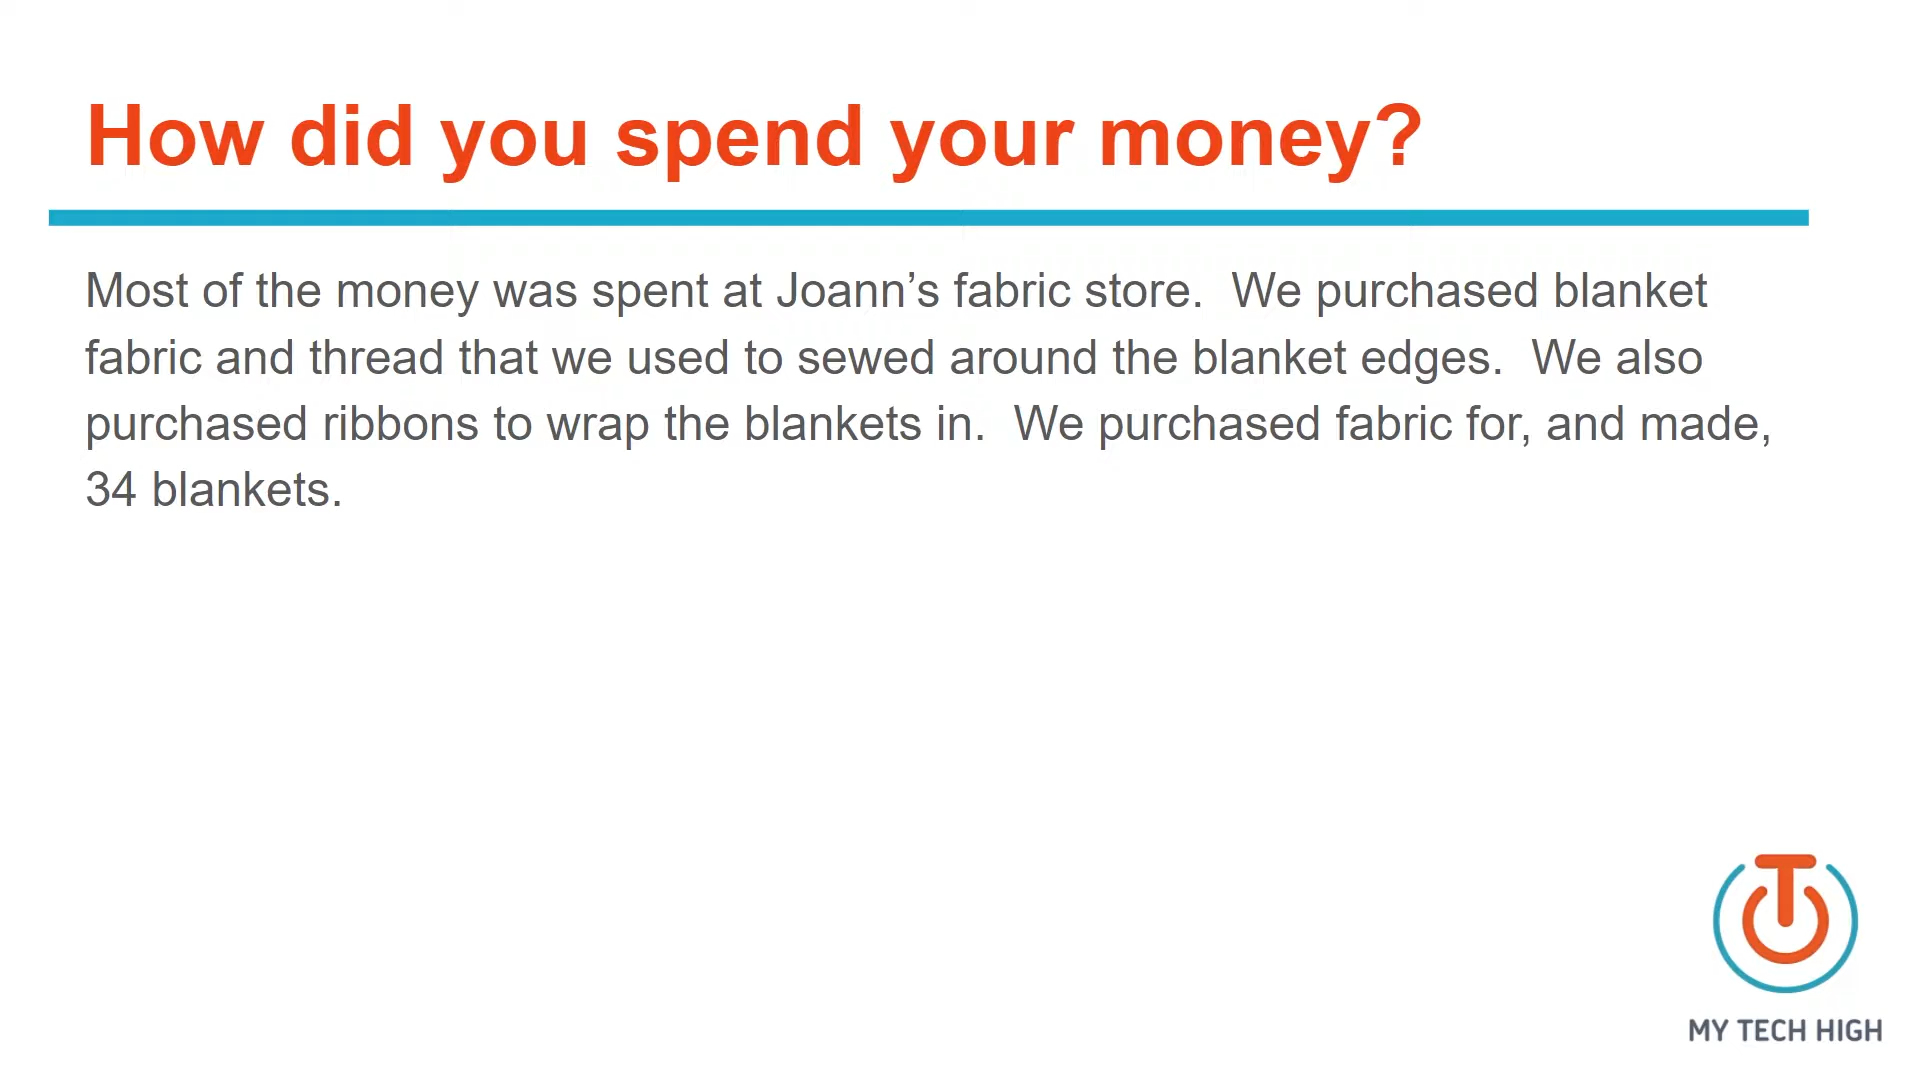 How did you spend your money?
Most of the money was spent at Joann’s fabric store.  We purchased blanket
fabric and thread that we used to sewed around the blanket edges.  We also
purchased ribbons to wrap the blankets in.  We purchased fabric for, and made,
34 blankets.
MY TECH HIGH